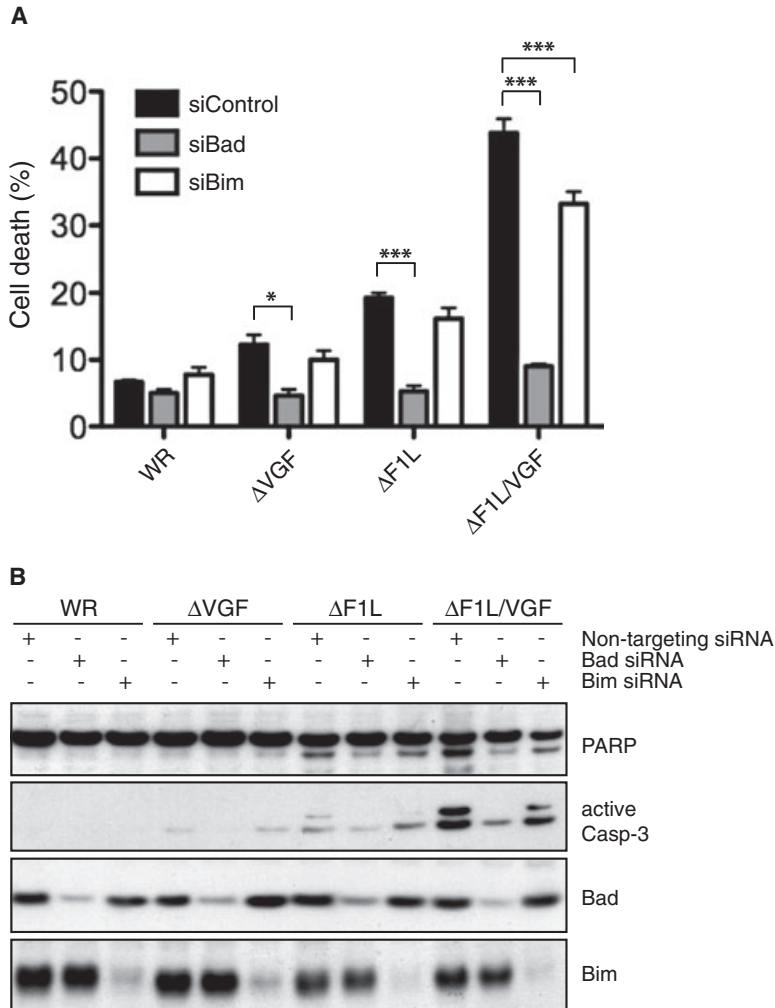 A
***
***
***
*
50
40
30
20
10
0
Cell death (%)
siControl
siBad
siBim
WR
ΔVGF
ΔF1L
ΔF1L/VGF
B
WR ΔVGF ΔF1L ΔF1L/VGF
+ - - + - - + - - + - - Non-targeting siRNA
- + - - + - - + - - + - Bad siRNA
- - + - - + - - + - - + Bim siRNA
PARP
active
Casp-3
Bad
Bim